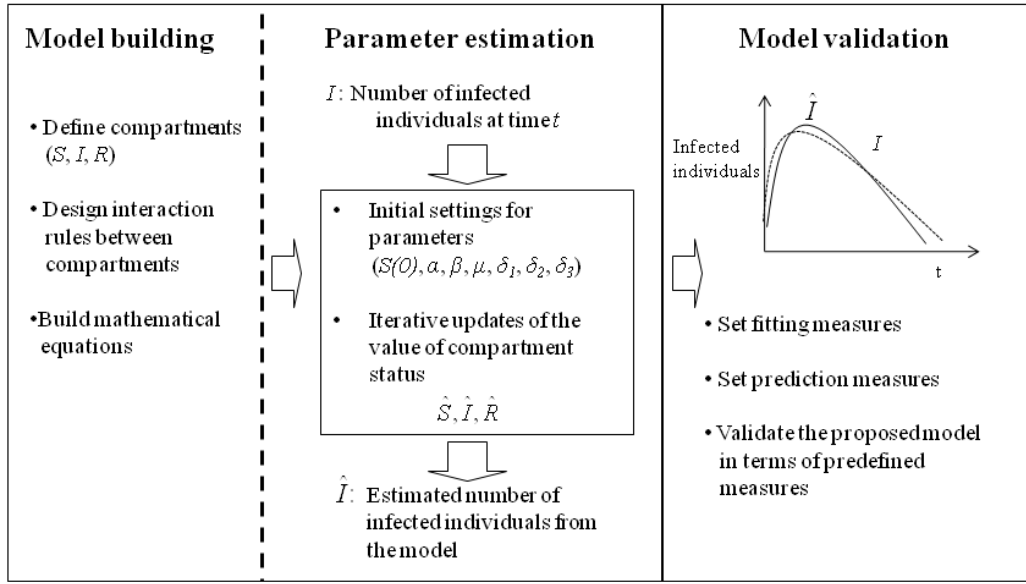 Model building
• Define compartments
(S, I, R)
• Design interaction
rules between
compartments
•Build mathematical
equations
Parameter estimation
I: Number of infected
individuals at time t
• Initial settings for
parameters
(S(0), α, β, μ, δ₁, δ₂, δ₃)
• Iterative updates of the
value of compartment
status
Ŝ, Î, R̂
Î: Estimated number of
infected individuals from
the model
Model validation
Î
I
Infected
individuals
t
• Set fitting measures
• Set prediction measures
• Validate the proposed model
in terms of predefined
measures